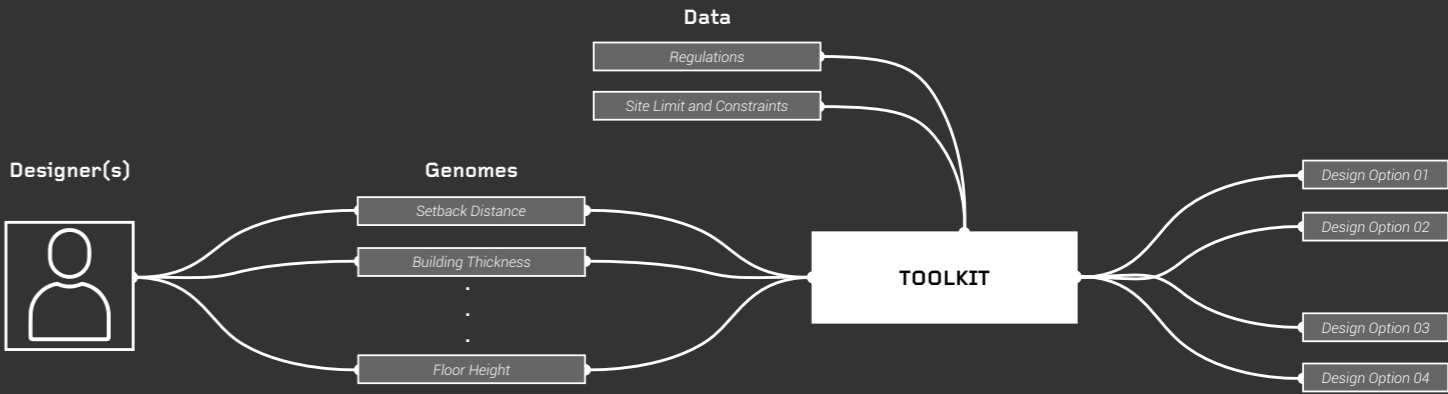 Data
Regulations
Site Limit and Constraints
Designer(s)
Genomes
Setback Distance
Building Thickness
.
.
.
Floor Height
TOOLKIT
Design Option 01
Design Option 02
Design Option 03
Design Option 04